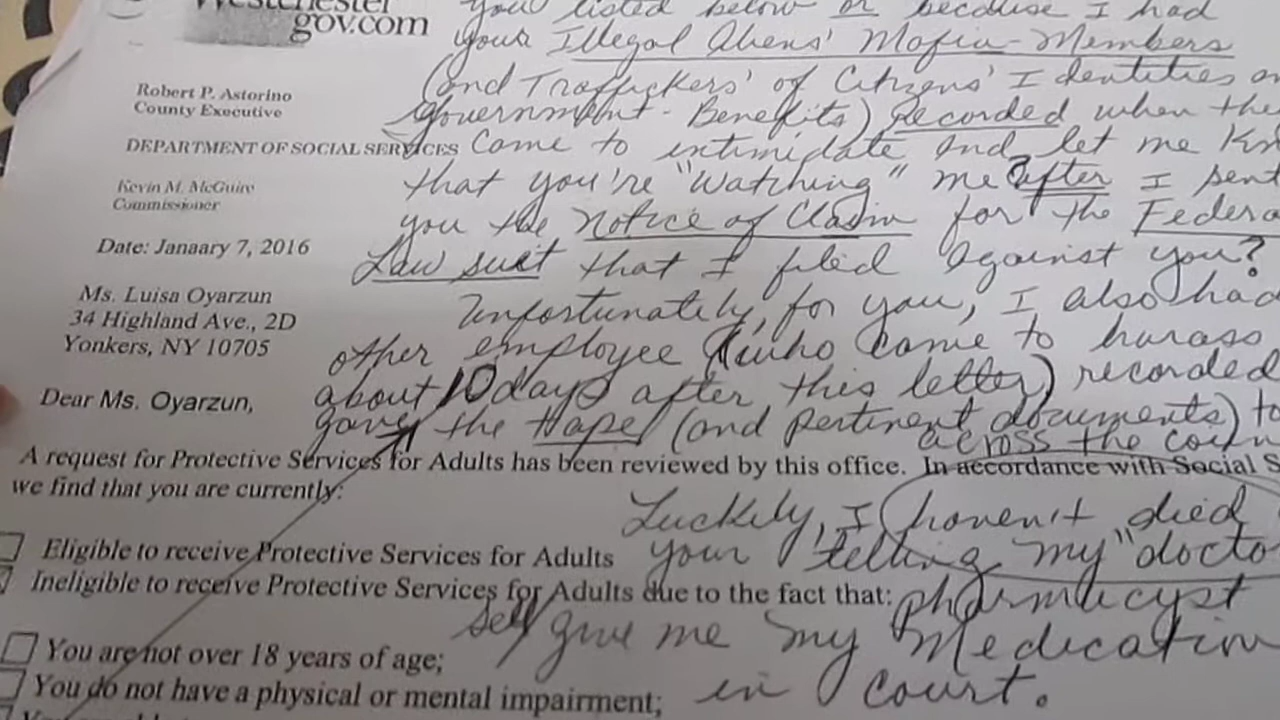 Westchester
gov.com
you listed below or because I had
your Illegal Aliens' Mafia-Members
Robert P. Astorino
County Executive
(and Traffickers' of Citizens' Identities
government-Benefits) recorded when the
DEPARTMENT OF SOCIAL SERVICES
Come to intimidate and let me
Kevin M. McGuire
Commissioner
that you're "Watching" me after I sent
you the Notice of Claim for the
Date: Janaary 7, 2016
Law suit that I filed against you?
Ms. Luisa Oyarzun
34 Highland Ave., 2D
Yonkers, NY 10705
Unfortunately, for you, I also had
other employee (who came to harass
about 10 days after this letter) recorded
Dear Ms. Oyarzun,
gave the tape (and pertinent documents) to
across the
A request for Protective Services for Adults has been reviewed by this office. In accordance with Social
we find that you are currently:
Luckily, I haven't died
Eligible to receive Protective Services for Adults
your telling my "
Ineligible to receive Protective Services for Adults due to the fact that:
pharmacyst
sell/give me my Medication
You are not over 18 years of age;
You do not have a physical or mental impairment;
in court.